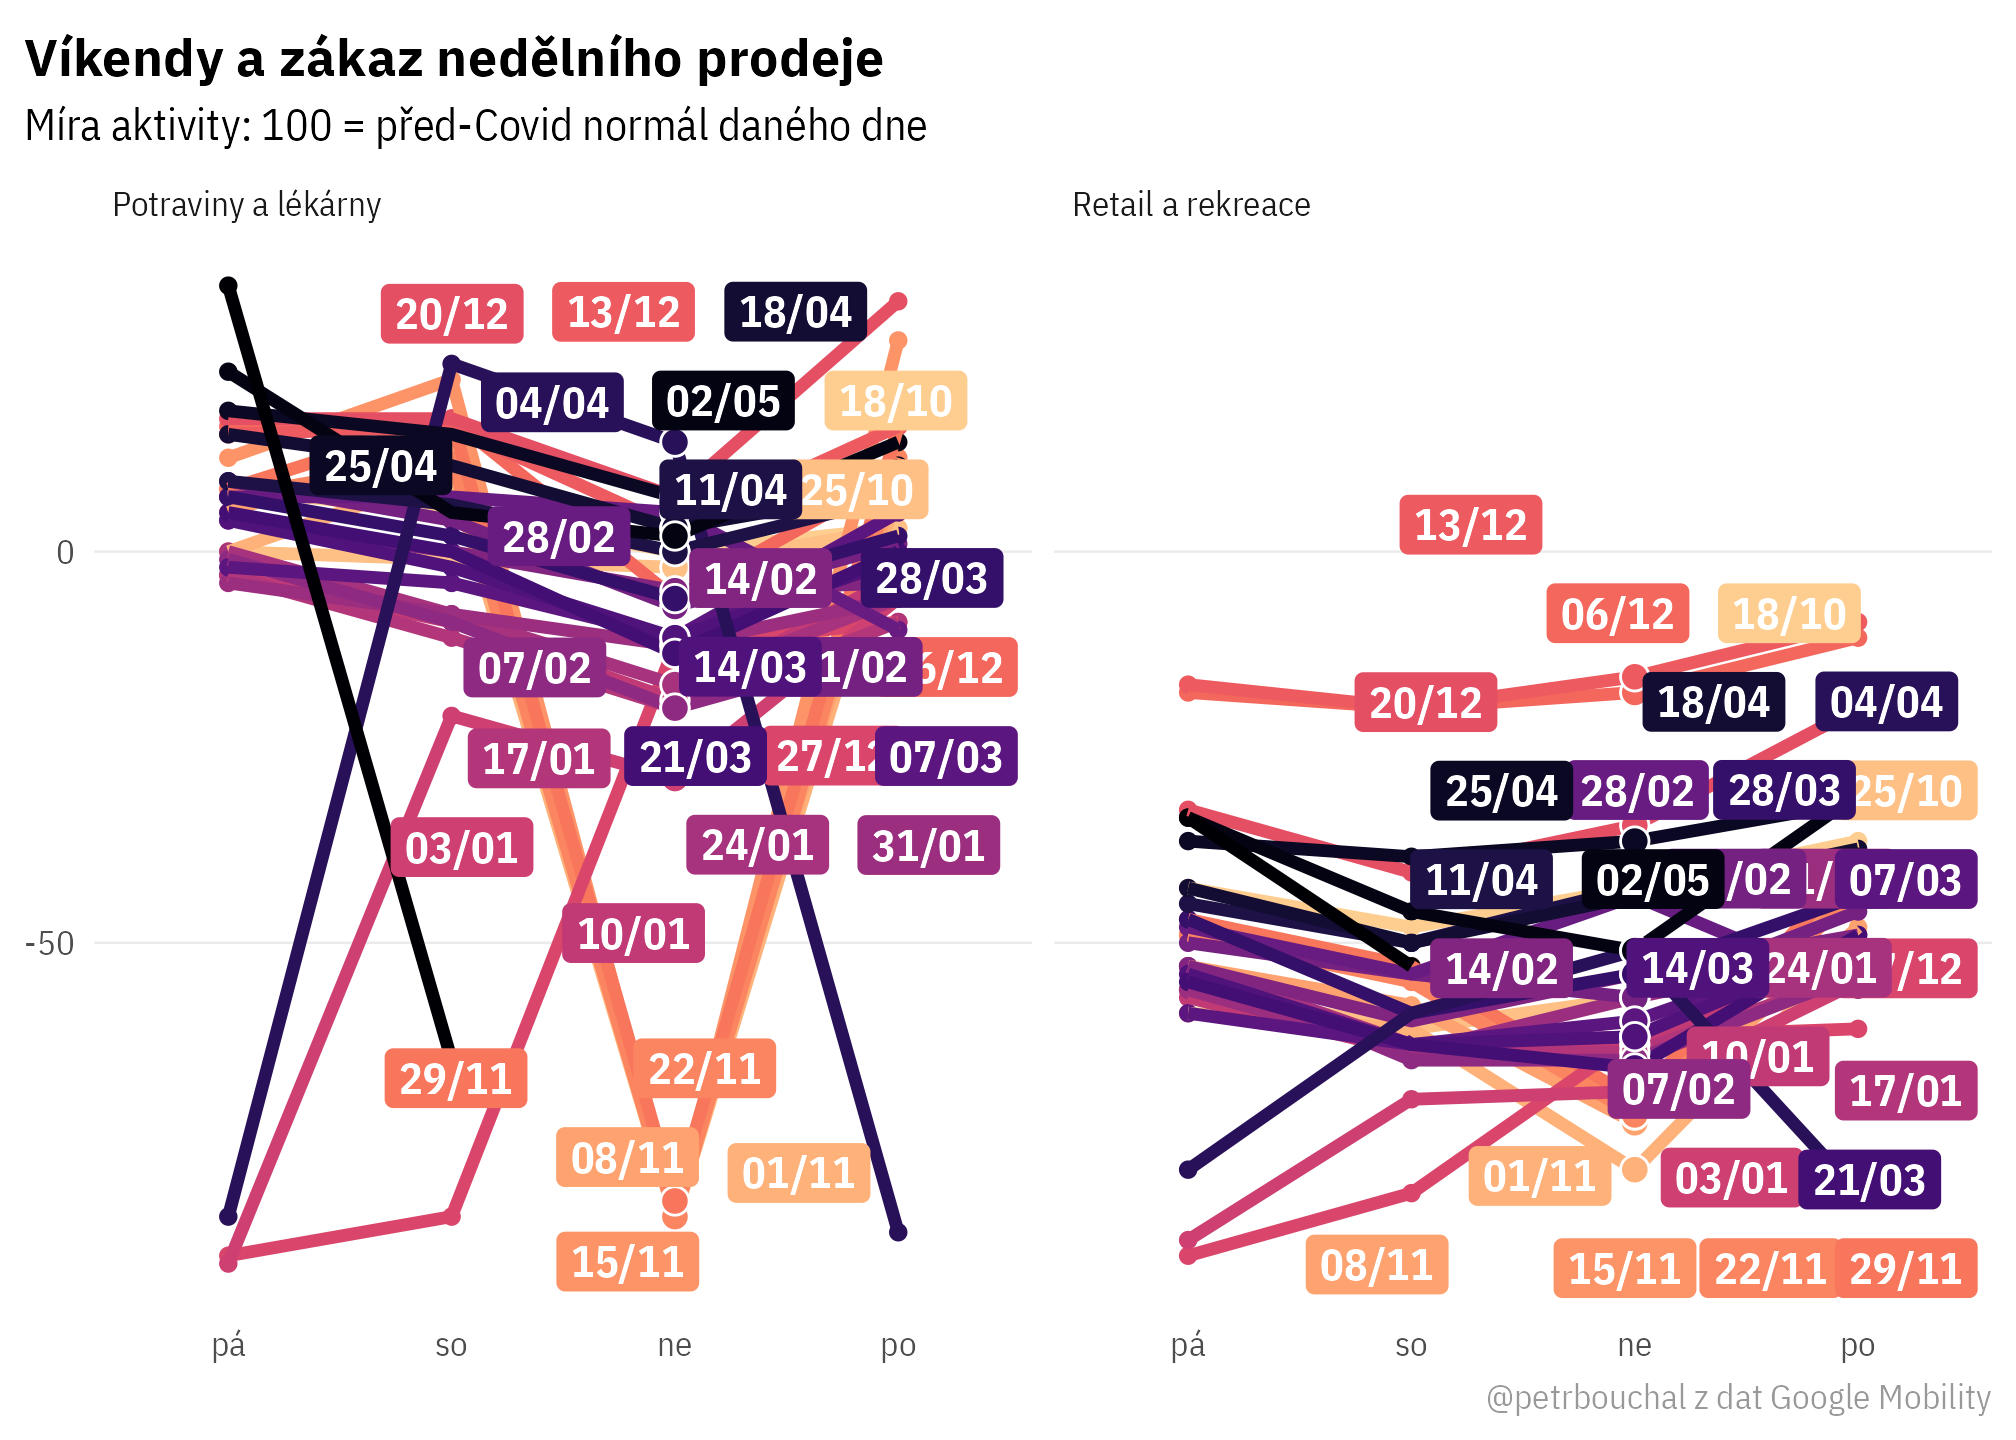 Víkendy a zákaz nedělního prodeje
Míra aktivity: 100 = před-Covid normál daného dne
Potraviny a lékárny
Retail a rekreace
20/12 13/12 18/04
04/04 02/05 18/10
25/04 11/04 25/10
28/02 14/02 28/03
07/02 14/03 1/02 6/12
17/01 21/03 27/12 07/03
03/01 24/01 31/01
10/01
29/11 22/11
08/11 01/11
15/11
13/12
06/12 18/10
20/12 18/04 04/04
25/04 28/02 28/03 25/10
11/04 02/05 /02 1/ 07/03
14/02 14/03 24/01 7/12
10/01
07/02 17/01
01/11 03/01 21/03
08/11 15/11 22/11 29/11
0
-50
pá so ne po
pá so ne po
@petrbouchal z dat Google Mobility